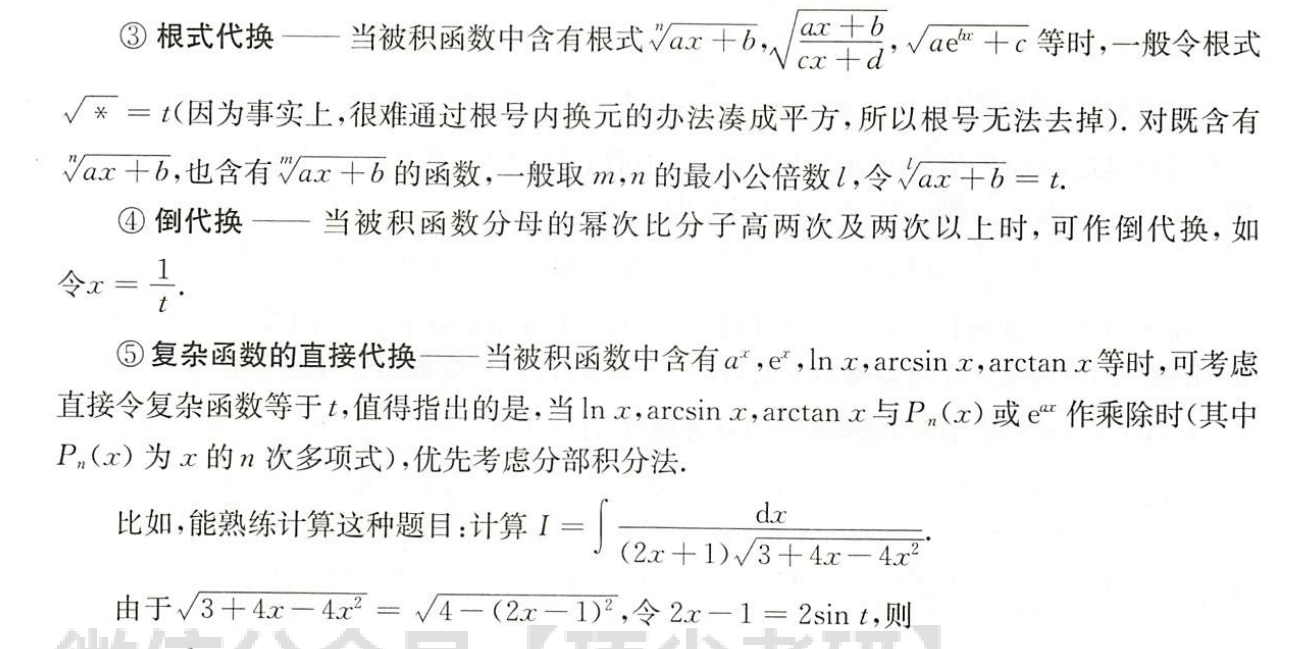 ③ 根式代换 —— 当被积函数中含有根式 $\sqrt[n]{ax+b}$,$\sqrt{\frac{ax+b}{cx+d}}$,$\sqrt{ae^{bx}+c}$ 等时,一般令根式
$\sqrt{*}=t$(因为事实上,很难通过根号内换元的办法凑成平方,所以根号无法去掉). 对既含有
$\sqrt[n]{ax+b}$,也含有 $\sqrt[m]{ax+b}$ 的函数,一般取 m,n 的最小公倍数 l,令 $\sqrt[l]{ax+b}=t$.
④ 倒代换 —— 当被积函数分母的幂次比分子高两次及两次以上时,可作倒代换,如
令 $x=\frac{1}{t}$.
⑤ 复杂函数的直接代换 —— 当被积函数中含有 $a^x$,$e^x$,ln x,arcsin x,arctan x 等时,可考虑
直接令复杂函数等于 t,值得指出的是,当 ln x,arcsin x,arctan x 与 $P_n(x)$ 或 $e^{ax}$ 作乘除时(其中
$P_n(x)$ 为 x 的 n 次多项式),优先考虑分部积分法.
比如,能熟练计算这种题目:计算 $I=\int\frac{dx}{(2x+1)\sqrt{3+4x-4x^2}}$.
由于 $\sqrt{3+4x-4x^2}=\sqrt{4-(2x-1)^2}$,令 $2x-1=2\sin t$,则